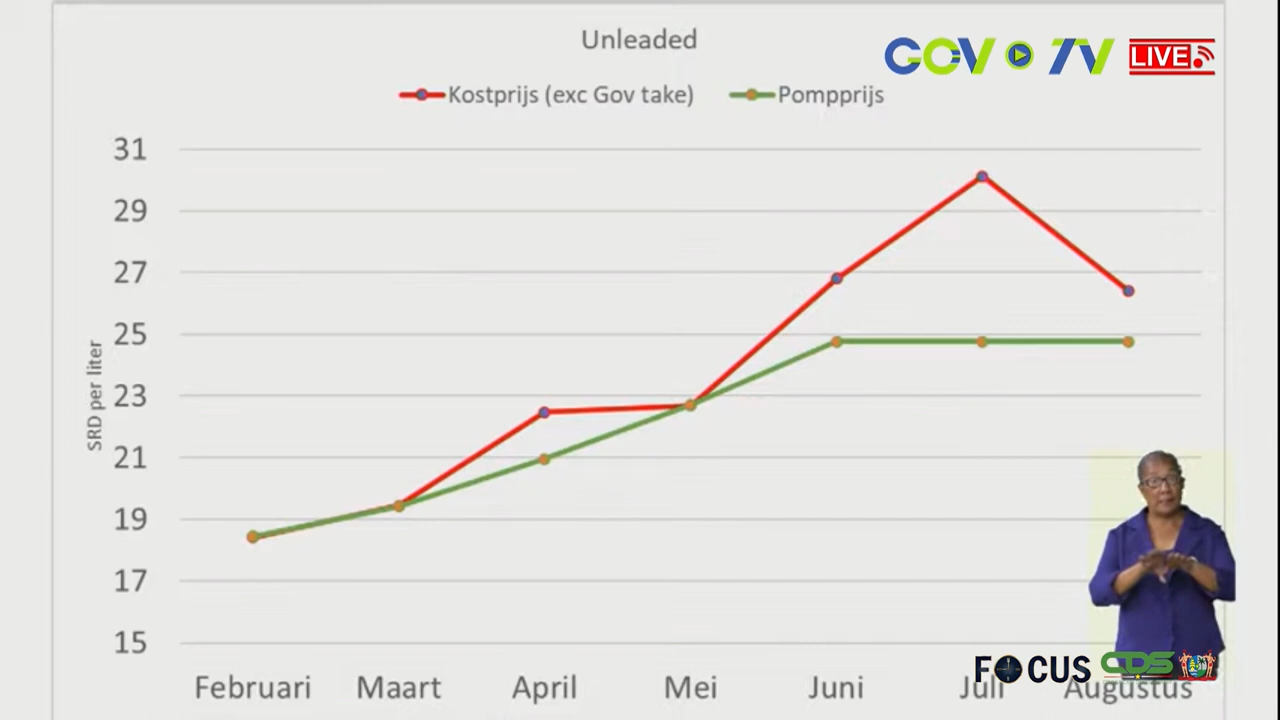 Unleaded
GOV TV LIVE
Kostprijs (exc Gov take) Pompprijs
31
29
27
25
23
21
19
17
15
SRD per liter
FOCUS CDS
Februari Maart April Mei Juni Juli Augustus